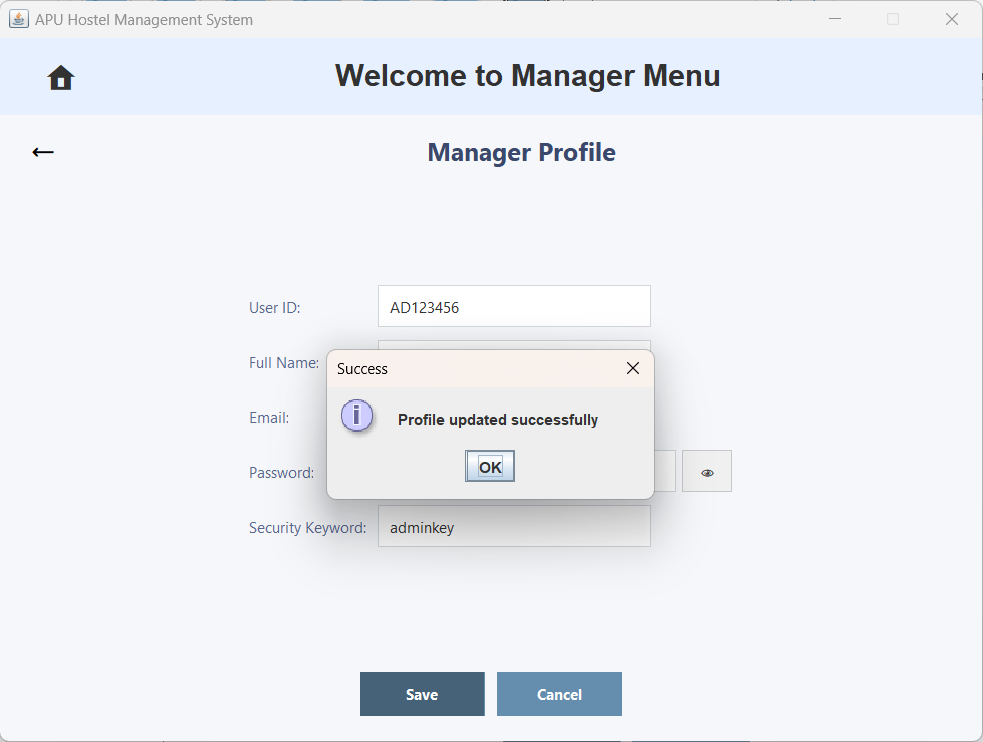 APU Hostel Management System
Welcome to Manager Menu
Manager Profile
User ID: AD123456
Full Name:
Success
Profile updated successfully
OK
Email:
Password:
Security Keyword: adminkey
Save Cancel